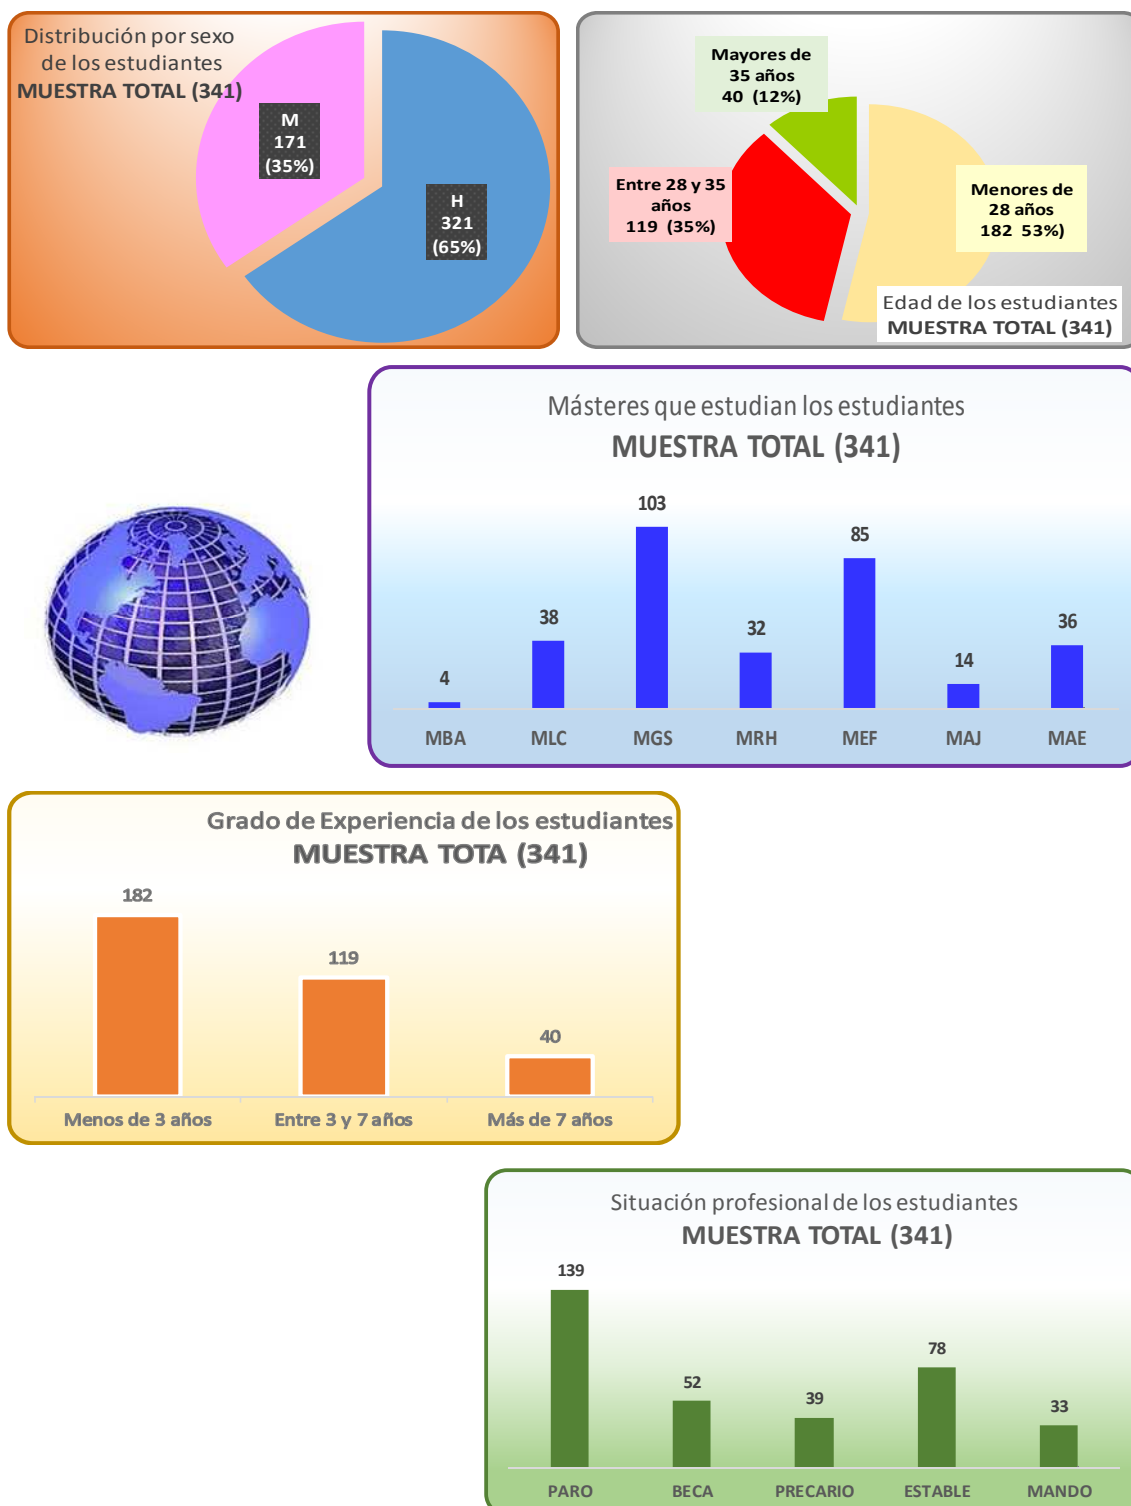 Distribución por sexo
de los estudiantes
MUESTRA TOTAL (341)
M
171
(35%)
H
321
(65%)
Mayores de
35 años
40 (12%)
Entre 28 y 35
años
119 (35%)
Menores de
28 años
182 53%)
Edad de los estudiantes
MUESTRA TOTAL (341)
Másteres que estudian los estudiantes
MUESTRA TOTAL (341)
4
38
103
32
85
14
36
MBA MLC MGS MRH MEF MAJ MAE
Grado de Experiencia de los estudiantes
MUESTRA TOTA (341)
182
119
40
Menos de 3 años Entre 3 y 7 años Más de 7 años
Situación profesional de los estudiantes
MUESTRA TOTAL (341)
139
52
39
78
33
PARO BECA PRECARIO ESTABLE MANDO